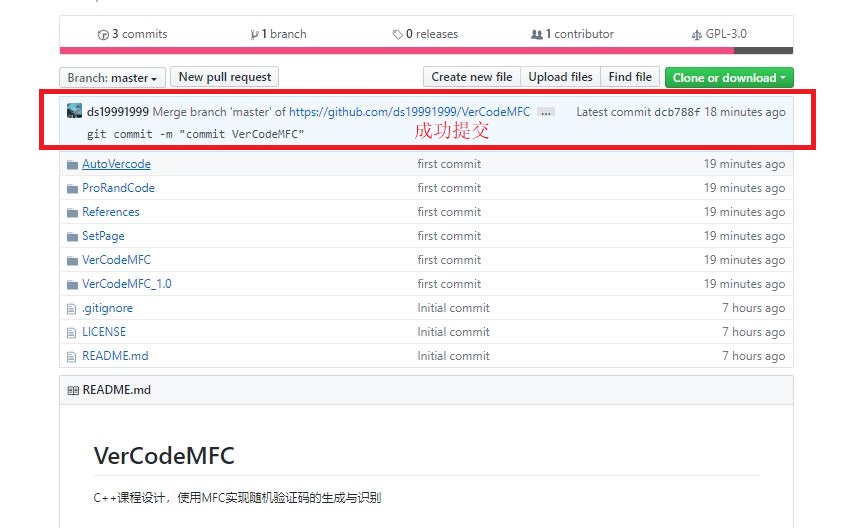 3 commits 1 branch 0 releases 1 contributor GPL-3.0
Branch: master New pull request Create new file Upload files Find file Clone or download
ds19991999 Merge branch 'master' of https://github.com/ds19991999/VerCodeMFC ... Latest commit dcb788f 18 minutes ago
git commit -m "commit VerCodeMFC" 成功提交
AutoVercode first commit 19 minutes ago
ProRandCode first commit 19 minutes ago
References first commit 19 minutes ago
SetPage first commit 19 minutes ago
VerCodeMFC first commit 19 minutes ago
VerCodeMFC_1.0 first commit 19 minutes ago
.gitignore Initial commit 7 hours ago
LICENSE Initial commit 7 hours ago
README.md Initial commit 7 hours ago
README.md
VerCodeMFC
C++课程设计，使用MFC实现随机验证码的生成与识别